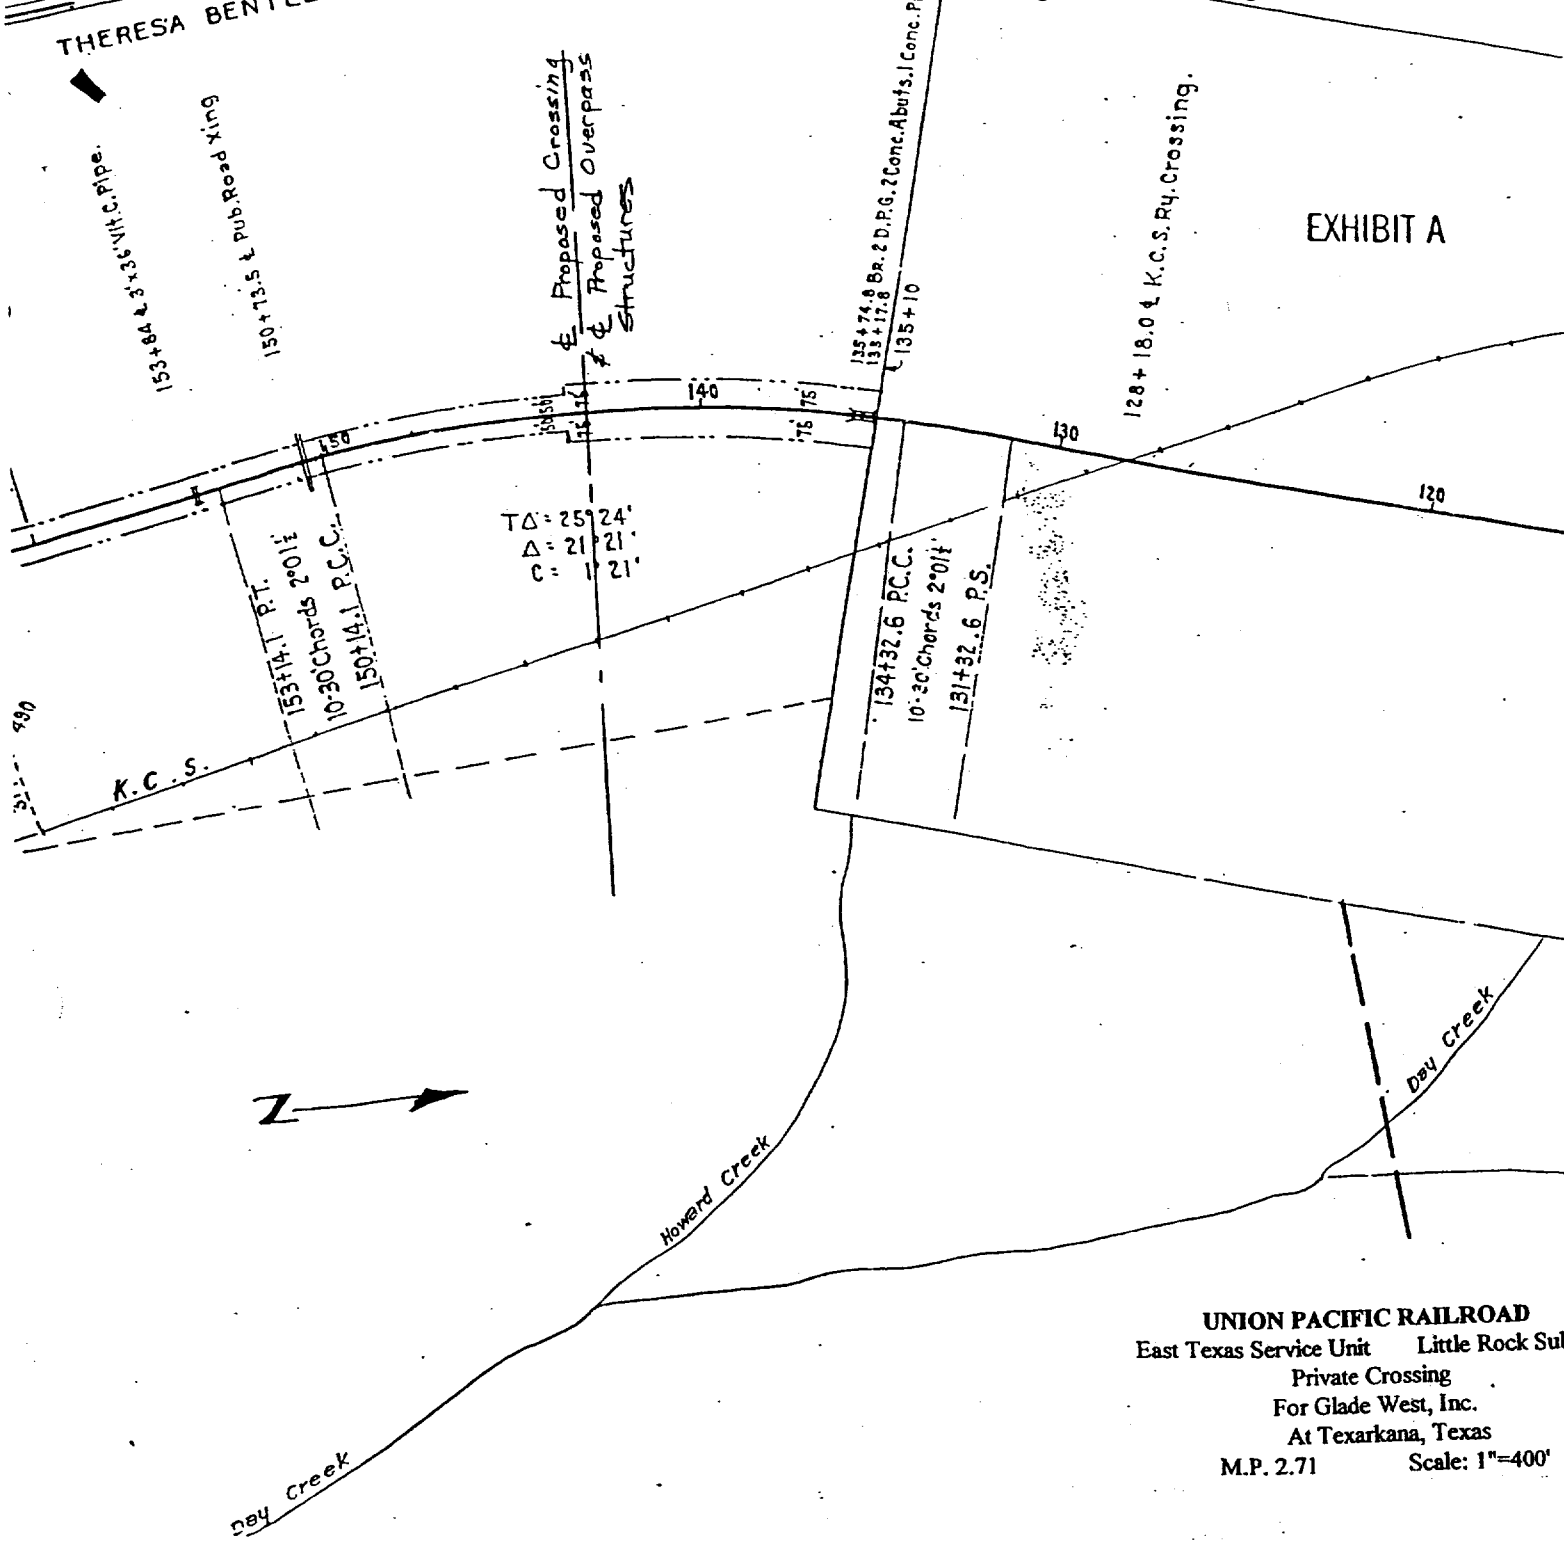 THERESA
153+84 ℄ 3'x36' Vit.C.Pipe.
150+73.5 ℄ Pub.Road Xing
℄ Proposed Crossing
& ℄ Proposed Overpass
Structures
135+74.8 BR. 2 D.P.G. 2 Conc. Abuts. 1 Conc.
133+17.8
135+10
128+18.0 ℄ K.C.S. Ry. Crossing.
EXHIBIT A
150
50' 50'
75' 75'
140
75'
75'
130
120
T∆ = 25°24'
∆ = 21°21'
C = 1°21'
153+14.1 P.T.
10-30' Chords 2°01½'
150+14.1 P.C.C.
134+32.6 P.C.C.
10-30' Chords 2°01½'
131+32.6 P.S.
490
K.C.S.
Z
Howard Creek
Day Creek
Day Creek
UNION PACIFIC RAILROAD
East Texas Service Unit Little Rock
Private Crossing
For Glade West, Inc.
At Texarkana, Texas
M.P. 2.71 Scale: 1"=400'